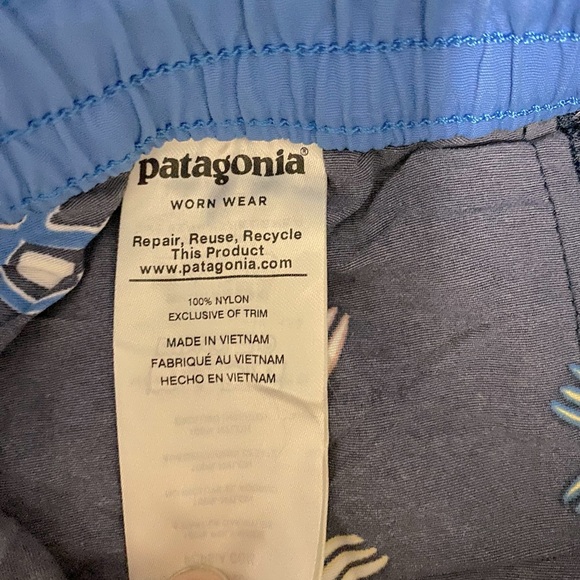 patagonia®
WORN WEAR
Repair, Reuse, Recycle
This Product
www.patagonia.com
100% NYLON
EXCLUSIVE OF TRIM
MADE IN VIETNAM
FABRIQUÉ AU VIETNAM
HECHO EN VIETNAM